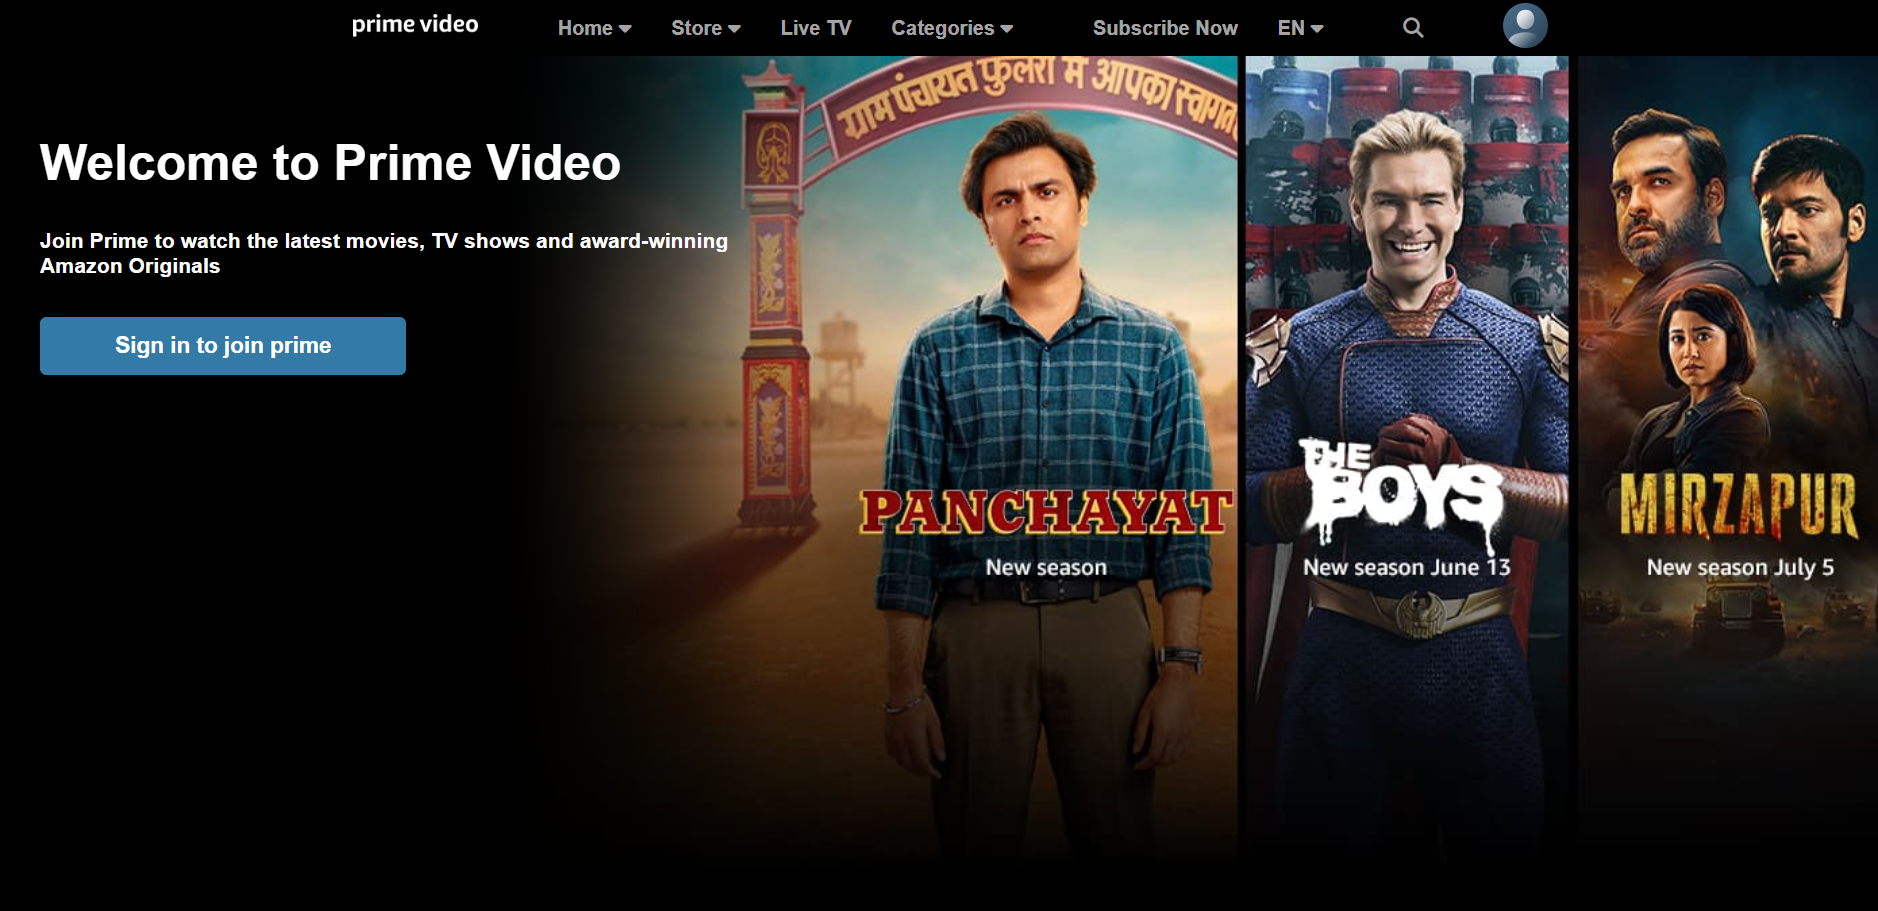 prime video Home Store Live TV Categories Subscribe Now EN
ग्राम पंचायत फुलेरा में आपका स्वागत
Welcome to Prime Video
Join Prime to watch the latest movies, TV shows and award-winning
Amazon Originals
Sign in to join prime
PANCHAYAT
New season
THE
BOYS
New season June 13
MIRZAPUR
New season July 5